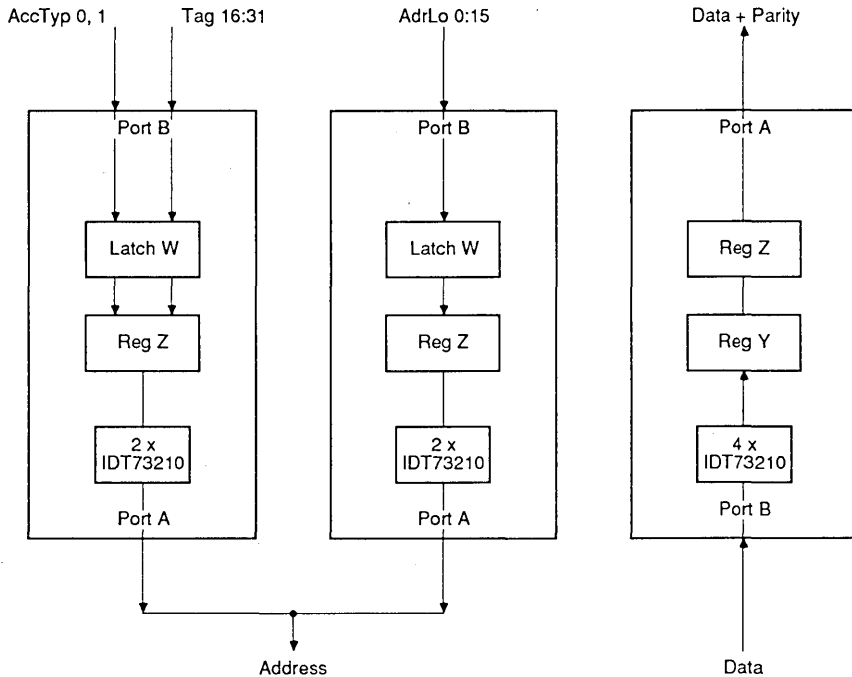 AccTyp 0, 1
Tag 16:31
AdrLo 0:15
Data + Parity
Port B
Port B
Port A
Latch W
Latch W
Reg Z
Reg Z
Reg Z
Reg Y
2 x
IDT73210
2 x
IDT73210
4 x
IDT73210
Port A
Port A
Port B
Address
Data